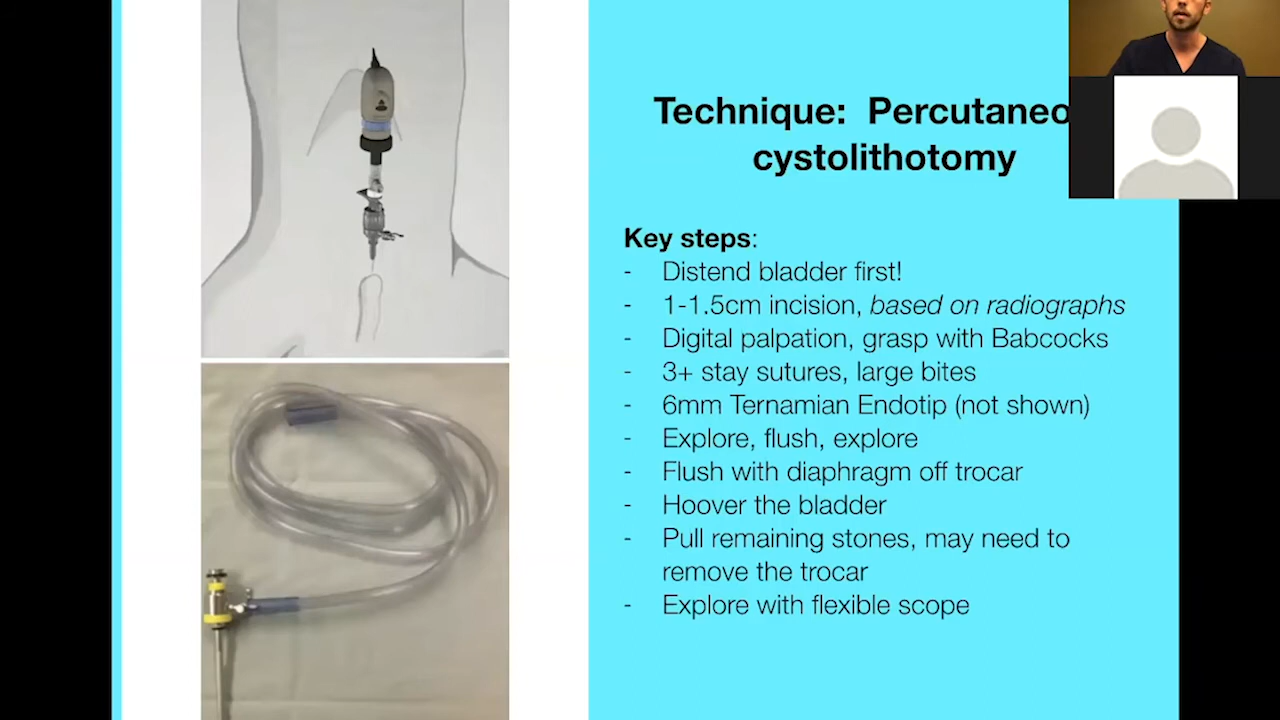 Technique: Percutaneo
cystolithotomy
Key steps:
- Distend bladder first!
- 1-1.5cm incision, based on radiographs
- Digital palpation, grasp with Babcocks
- 3+ stay sutures, large bites
- 6mm Ternamian Endotip (not shown)
- Explore, flush, explore
- Flush with diaphragm off trocar
- Hoover the bladder
- Pull remaining stones, may need to
remove the trocar
- Explore with flexible scope